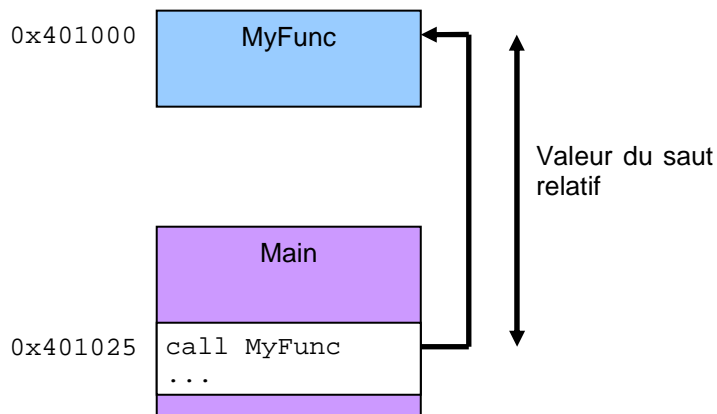 0x401000
MyFunc
Valeur du saut
relatif
Main
0x401025
call MyFunc
...